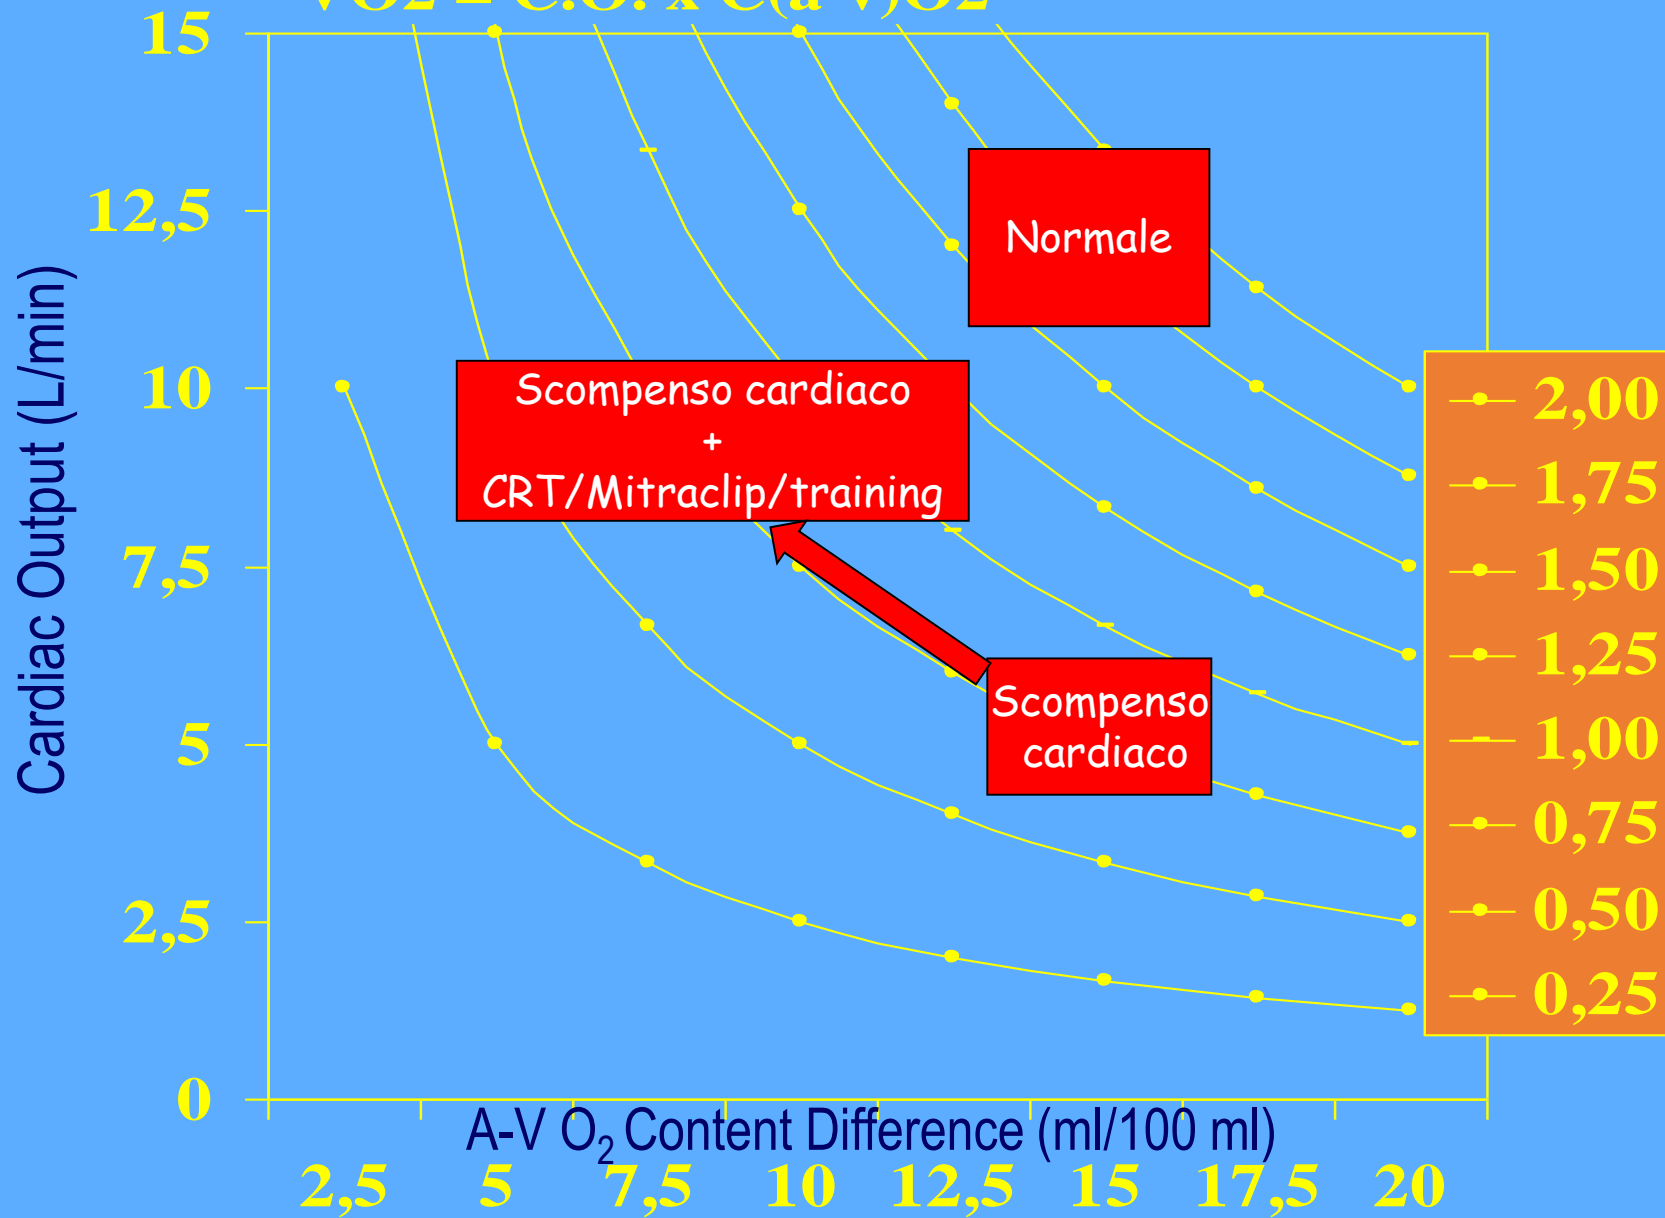 VO2 = C.O. x C(a-v)O2
15
12,5
10
7,5
5
2,5
0
Cardiac Output (L/min)
Normale
Scompenso cardiaco
+
CRT/Mitraclip/training
Scompenso
cardiaco
2,00
1,75
1,50
1,25
1,00
0,75
0,50
0,25
A-V O₂ Content Difference (ml/100 ml)
2,5 5 7,5 10 12,5 15 17,5 20